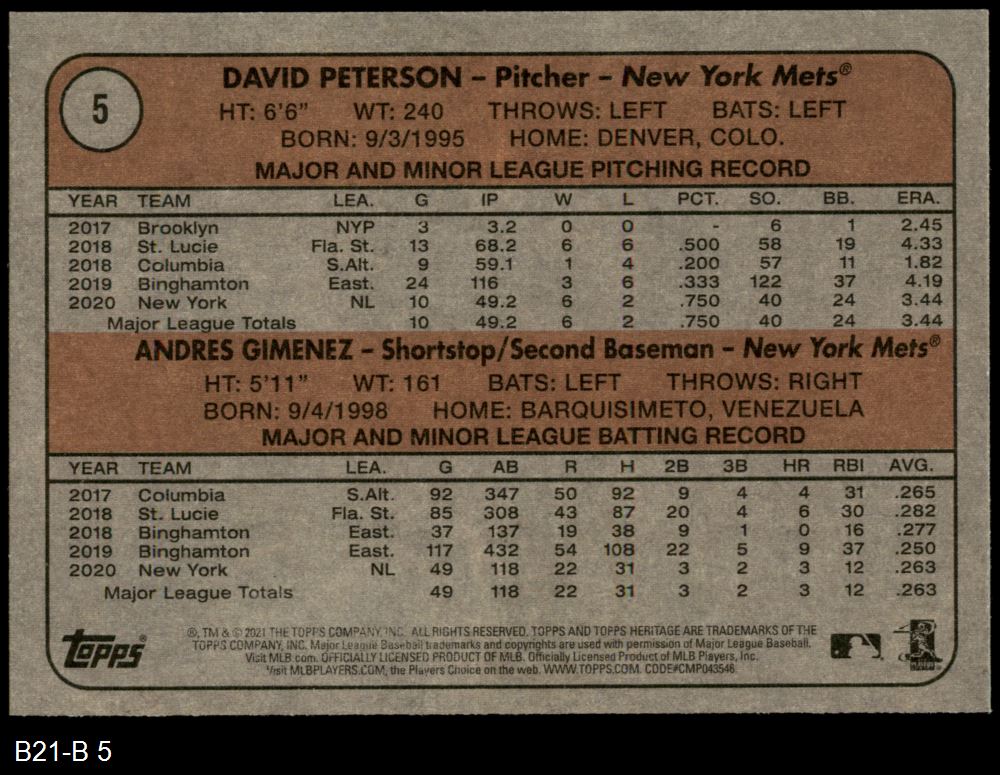 5
DAVID PETERSON – Pitcher – New York Mets®
HT: 6'6" WT: 240 THROWS: LEFT BATS: LEFT
BORN: 9/3/1995 HOME: DENVER, COLO.
MAJOR AND MINOR LEAGUE PITCHING RECORD
YEAR TEAM LEA. G IP W L PCT. SO. BB. ERA.
2017 Brooklyn NYP 3 3.2 0 0 - 6 1 2.45
2018 St. Lucie Fla. St. 13 68.2 6 6 .500 58 19 4.33
2018 Columbia S.Alt. 9 59.1 1 4 .200 57 11 1.82
2019 Binghamton East. 24 116 3 6 .333 122 37 4.19
2020 New York NL 10 49.2 6 2 .750 40 24 3.44
Major League Totals 10 49.2 6 2 .750 40 24 3.44
ANDRES GIMENEZ – Shortstop/Second Baseman – New York Mets®
HT: 5'11" WT: 161 BATS: LEFT THROWS: RIGHT
BORN: 9/4/1998 HOME: BARQUISIMETO, VENEZUELA
MAJOR AND MINOR LEAGUE BATTING RECORD
YEAR TEAM LEA. G AB R H 2B 3B HR RBI AVG.
2017 Columbia S.Alt. 92 347 50 92 9 4 4 31 .265
2018 St. Lucie Fla. St. 85 308 43 87 20 4 6 30 .282
2018 Binghamton East. 37 137 19 38 9 1 0 16 .277
2019 Binghamton East. 117 432 54 108 22 5 9 37 .250
2020 New York NL 49 118 22 31 3 2 3 12 .263
Major League Totals 49 118 22 31 3 2 3 12 .263
TOPPS®
®, TM & © 2021 THE TOPPS COMPANY, INC. ALL RIGHTS RESERVED. TOPPS AND TOPPS HERITAGE ARE TRADEMARKS OF THE
TOPPS COMPANY, INC. Major League Baseball trademarks and copyrights are used with permission of Major League Baseball.
Visit MLB.com. OFFICIALLY LICENSED PRODUCT OF MLB. Officially Licensed Product of MLB Players, Inc.
Visit MLBPLAYERS.COM, the Players Choice on the web. WWW.TOPPS.COM. CODE#CMP043546
B21-B 5